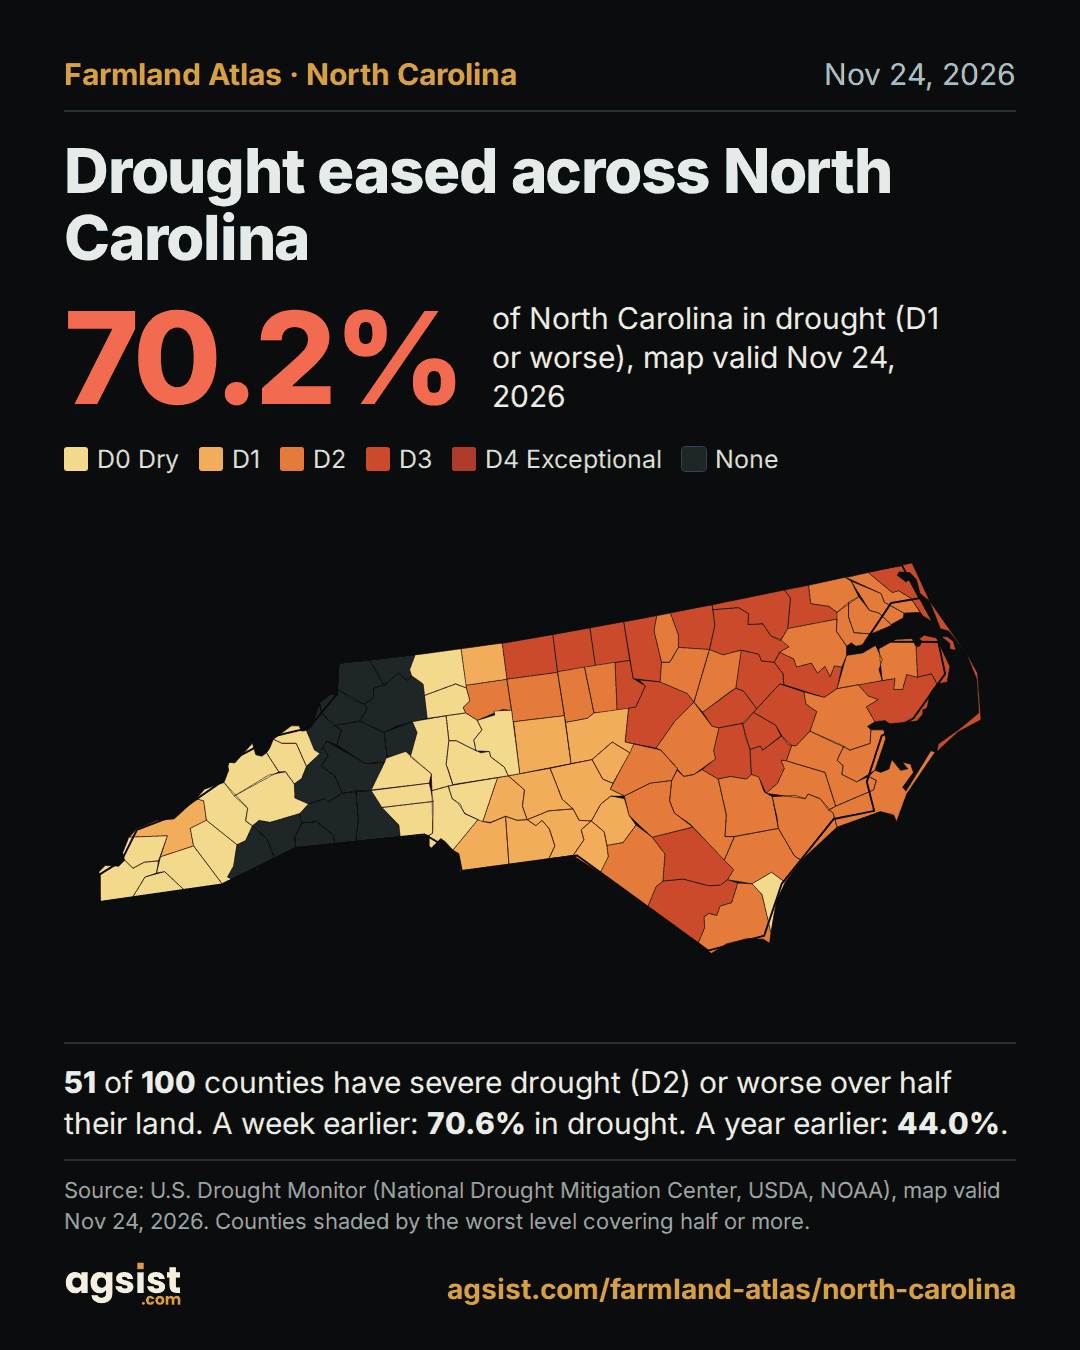 Farmland Atlas · North Carolina
Nov 24, 2026
Drought eased across North
Carolina
70.2%
of North Carolina in drought (D1
or worse), map valid Nov 24,
2026
D0 Dry D1 D2 D3 D4 Exceptional None
51 of 100 counties have severe drought (D2) or worse over half
their land. A week earlier: 70.6% in drought. A year earlier: 44.0%.
Source: U.S. Drought Monitor (National Drought Mitigation Center, USDA, NOAA), map valid
Nov 24, 2026. Counties shaded by the worst level covering half or more.
agsist
.com
agsist.com/farmland-atlas/north-carolina